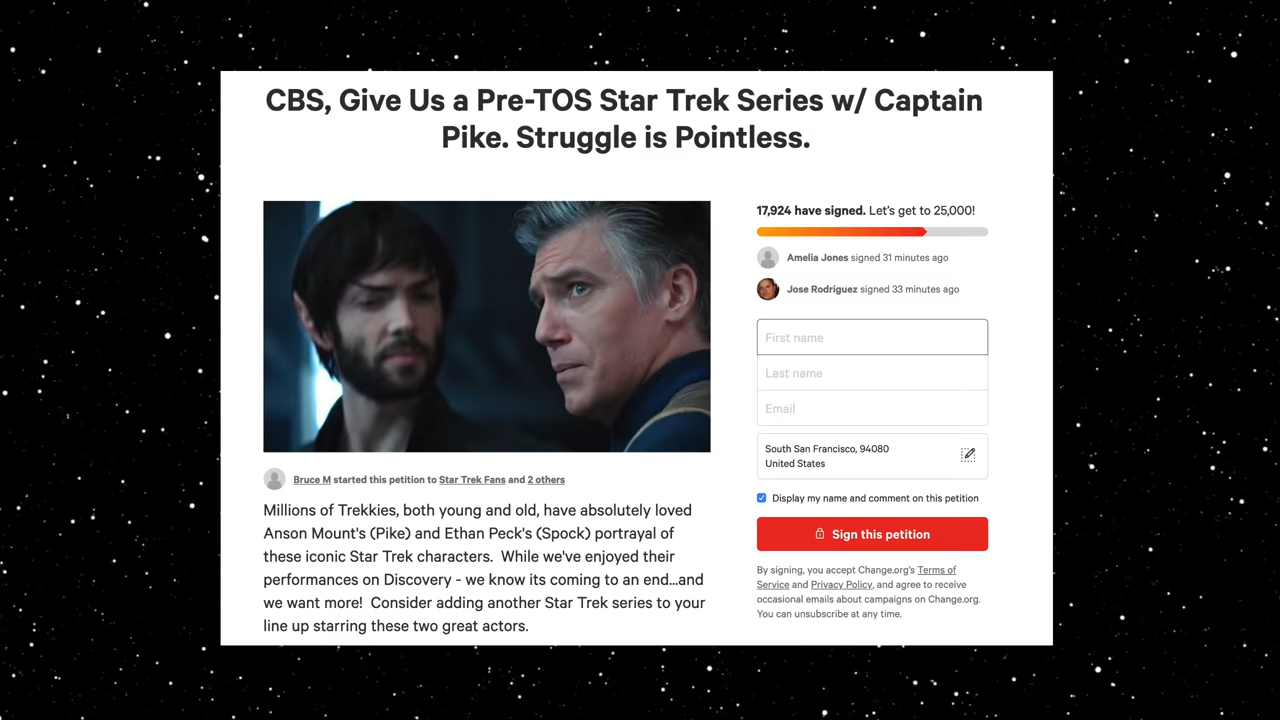 CBS, Give Us a Pre-TOS Star Trek Series w/ Captain
Pike. Struggle is Pointless.
17,924 have signed. Let's get to 25,000!
Amelia Jones signed 31 minutes ago
Jose Rodriguez signed 33 minutes ago
First name
Last name
Email
South San Francisco, 94080
United States
Display my name and comment on this petition
Sign this petition
By signing, you accept Change.org's Terms of
Service and Privacy Policy, and agree to receive
occasional emails about campaigns on Change.org.
You can unsubscribe at any time.
Bruce M started this petition to Star Trek Fans and 2 others
Millions of Trekkies, both young and old, have absolutely loved
Anson Mount's (Pike) and Ethan Peck's (Spock) portrayal of
these iconic Star Trek characters.  While we've enjoyed their
performances on Discovery - we know its coming to an end...and
we want more!  Consider adding another Star Trek series to your
line up starring these two great actors.